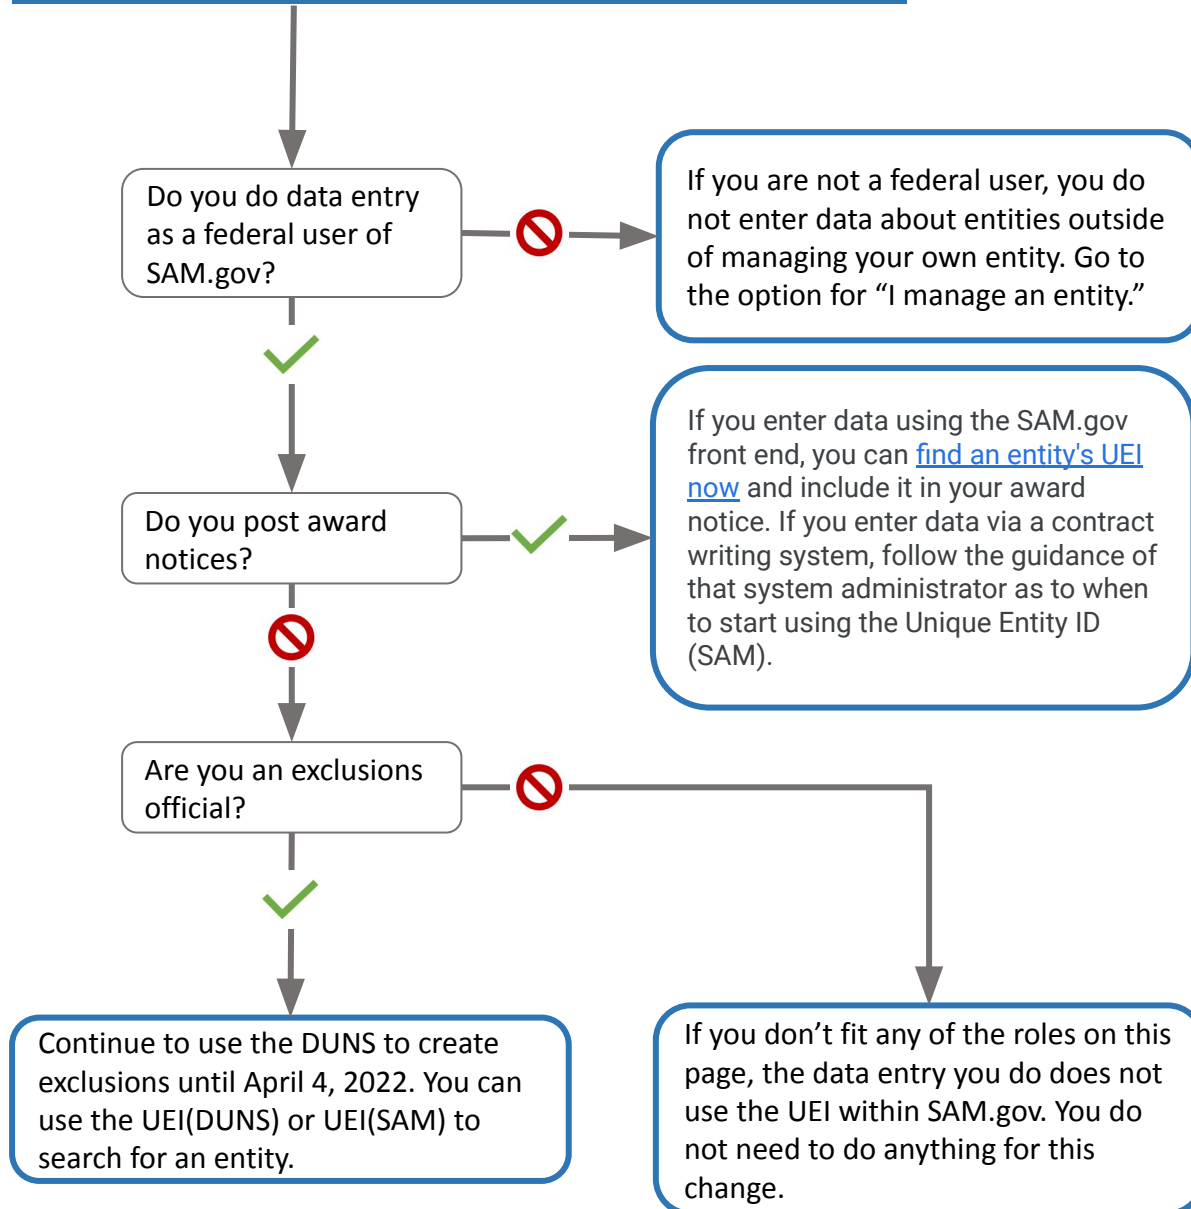 Do you do data entry
as a federal user of
SAM.gov?
If you are not a federal user, you do
not enter data about entities outside
of managing your own entity. Go to
the option for “I manage an entity.”
If you enter data using the SAM.gov
front end, you can find an entity's UEI
now and include it in your award
notice. If you enter data via a contract
writing system, follow the guidance of
that system administrator as to when
to start using the Unique Entity ID
(SAM).
Do you post award
notices?
Are you an exclusions
official?
Continue to use the DUNS to create
exclusions until April 4, 2022. You can
use the UEI(DUNS) or UEI(SAM) to
search for an entity.
If you don’t fit any of the roles on this
page, the data entry you do does not
use the UEI within SAM.gov. You do
not need to do anything for this
change.